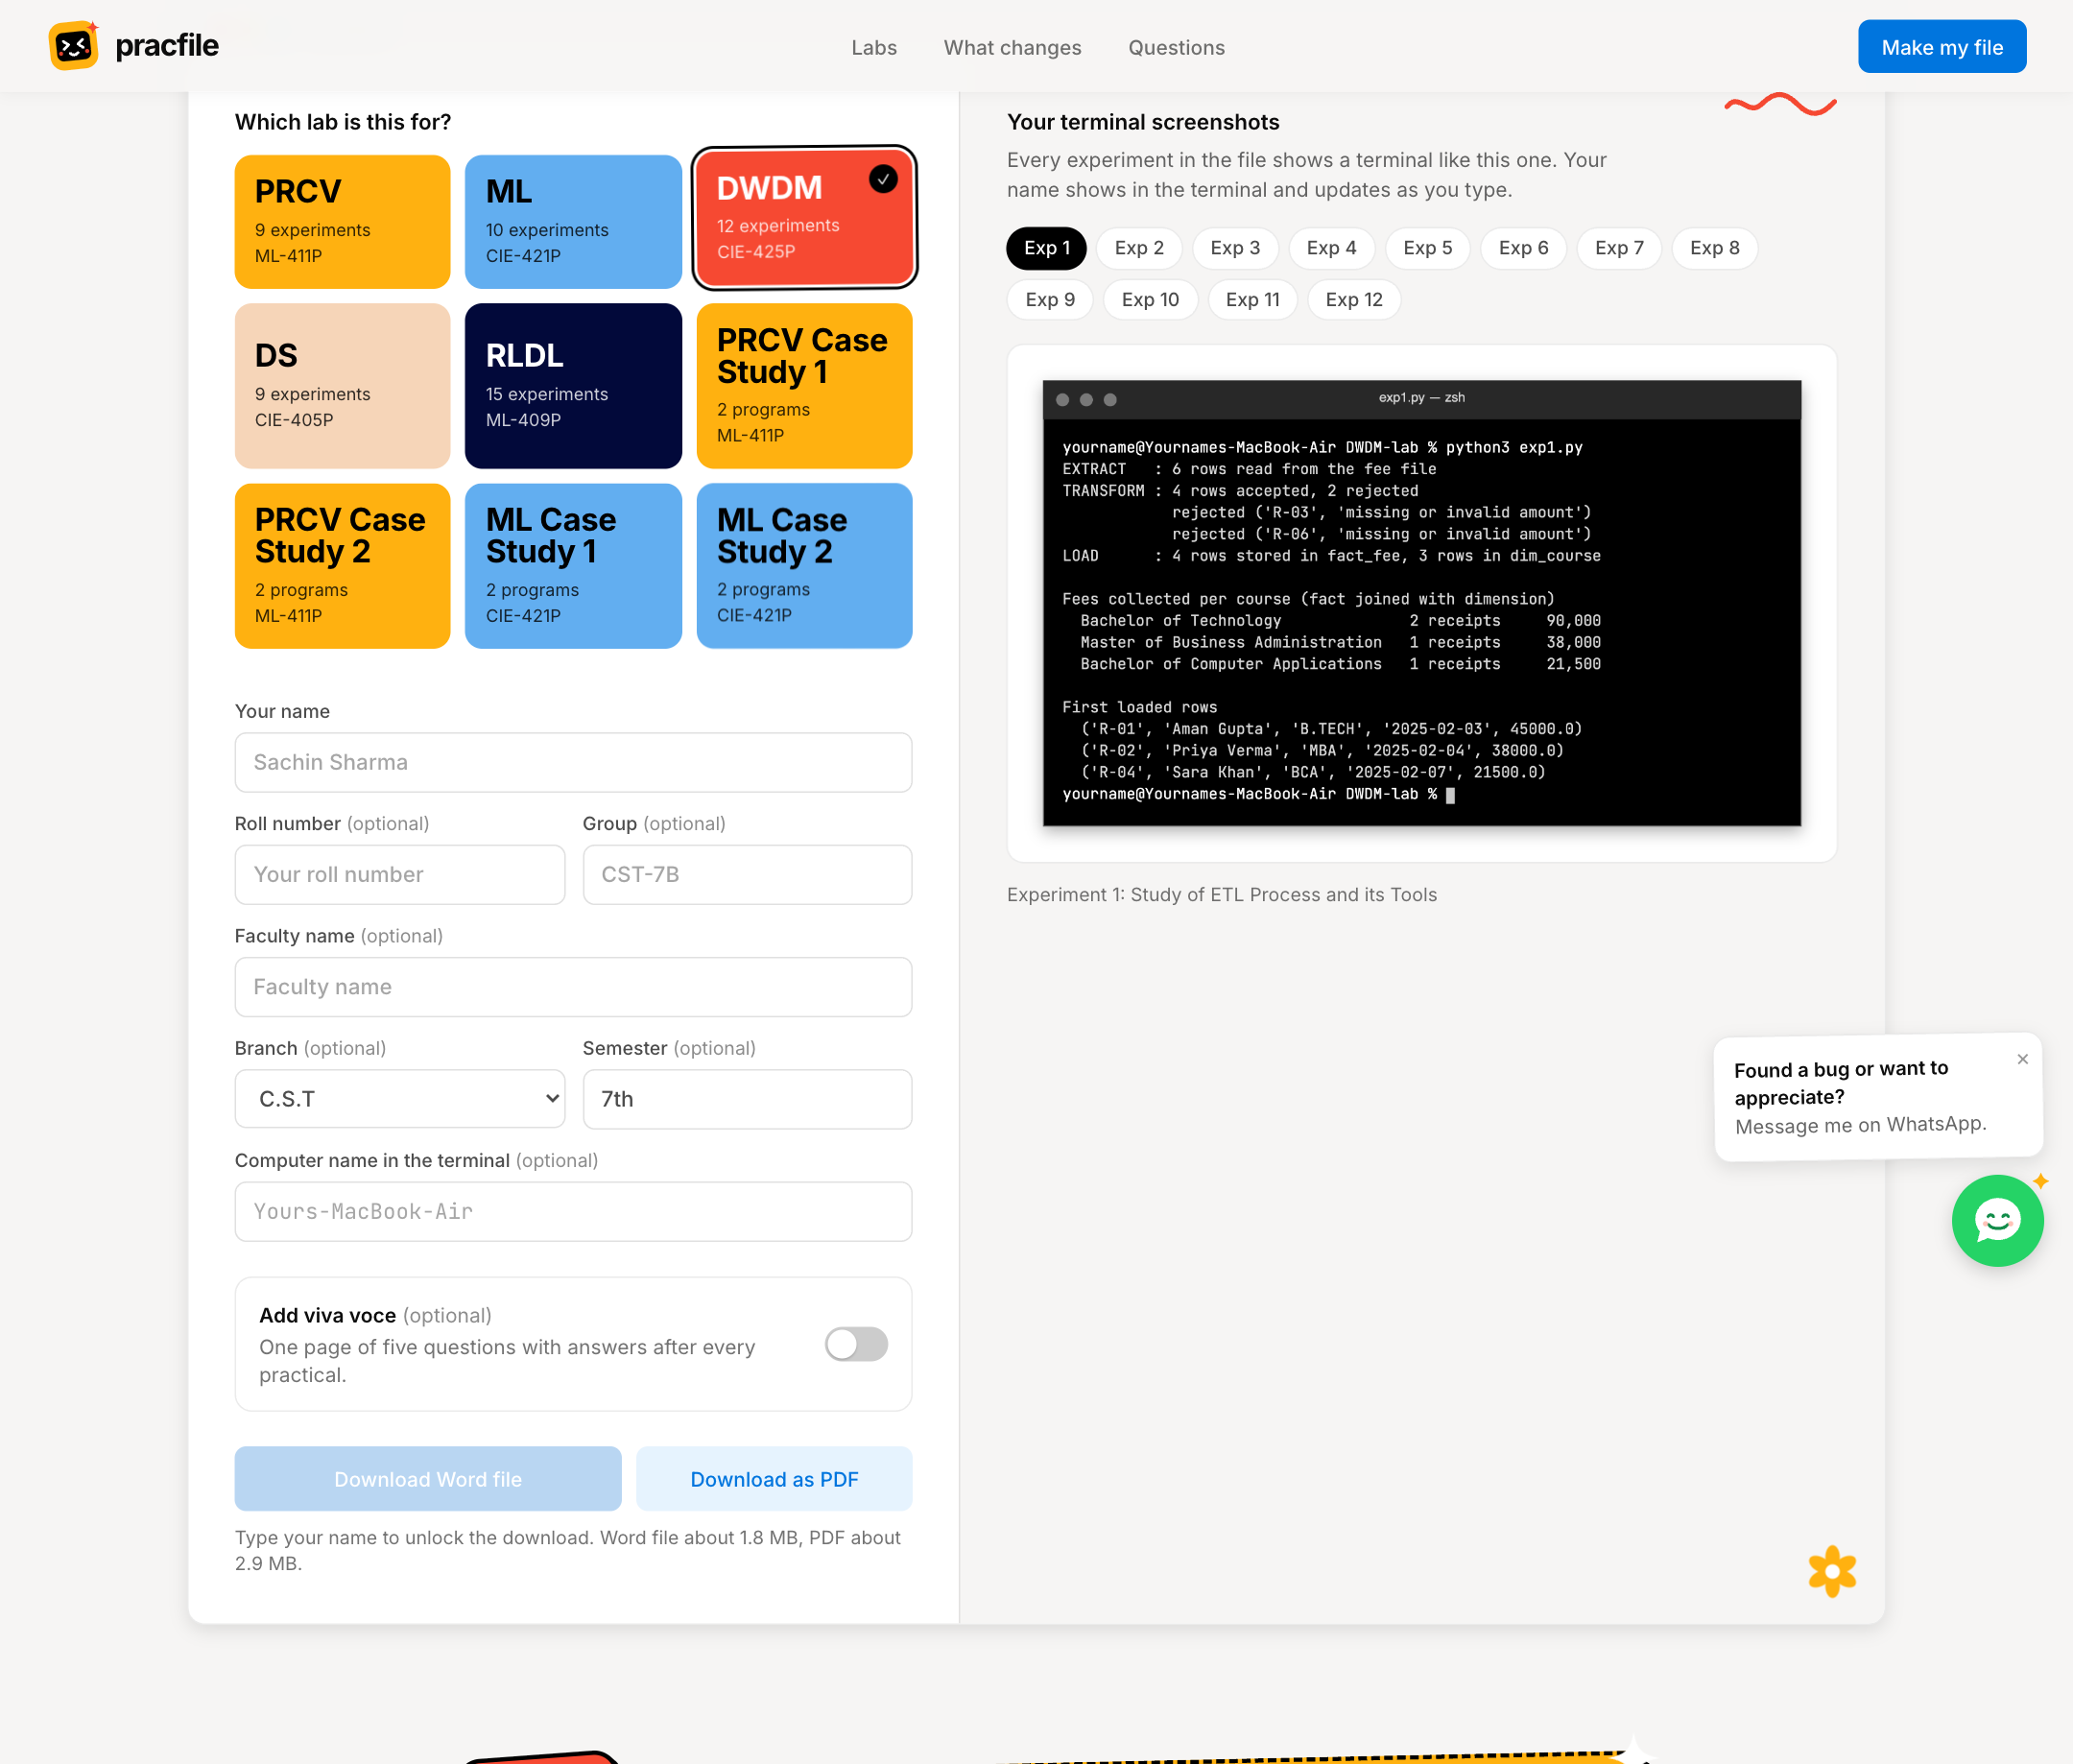 pracfile
Labs
What changes
Questions
Make my file
Which lab is this for?
PRCV
9 experiments
ML-411P
ML
10 experiments
CIE-421P
DWDM
12 experiments
CIE-425P
DS
9 experiments
CIE-405P
RLDL
15 experiments
ML-409P
PRCV Case
Study 1
2 programs
ML-411P
PRCV Case
Study 2
2 programs
ML-411P
ML Case
Study 1
2 programs
CIE-421P
ML Case
Study 2
2 programs
CIE-421P
Your name
Sachin Sharma
Roll number (optional)
Your roll number
Group (optional)
CST-7B
Faculty name (optional)
Faculty name
Branch (optional)
C.S.T
Semester (optional)
7th
Computer name in the terminal (optional)
Yours-MacBook-Air
Add viva voce (optional)
One page of five questions with answers after every
practical.
Download Word file
Download as PDF
Type your name to unlock the download. Word file about 1.8 MB, PDF about
2.9 MB.
Your terminal screenshots
Every experiment in the file shows a terminal like this one. Your
name shows in the terminal and updates as you type.
Exp 1
Exp 2
Exp 3
Exp 4
Exp 5
Exp 6
Exp 7
Exp 8
Exp 9
Exp 10
Exp 11
Exp 12
exp1.py — zsh
yourname@Yournames-MacBook-Air DWDM-lab % python3 exp1.py
EXTRACT   : 6 rows read from the fee file
TRANSFORM : 4 rows accepted, 2 rejected
rejected ('R-03', 'missing or invalid amount')
rejected ('R-06', 'missing or invalid amount')
LOAD      : 4 rows stored in fact_fee, 3 rows in dim_course
Fees collected per course (fact joined with dimension)
Bachelor of Technology              2 receipts     90,000
Master of Business Administration   1 receipts     38,000
Bachelor of Computer Applications   1 receipts     21,500
First loaded rows
('R-01', 'Aman Gupta', 'B.TECH', '2025-02-03', 45000.0)
('R-02', 'Priya Verma', 'MBA', '2025-02-04', 38000.0)
('R-04', 'Sara Khan', 'BCA', '2025-02-07', 21500.0)
yourname@Yournames-MacBook-Air DWDM-lab %
Experiment 1: Study of ETL Process and its Tools
Found a bug or want to
appreciate?
Message me on WhatsApp.